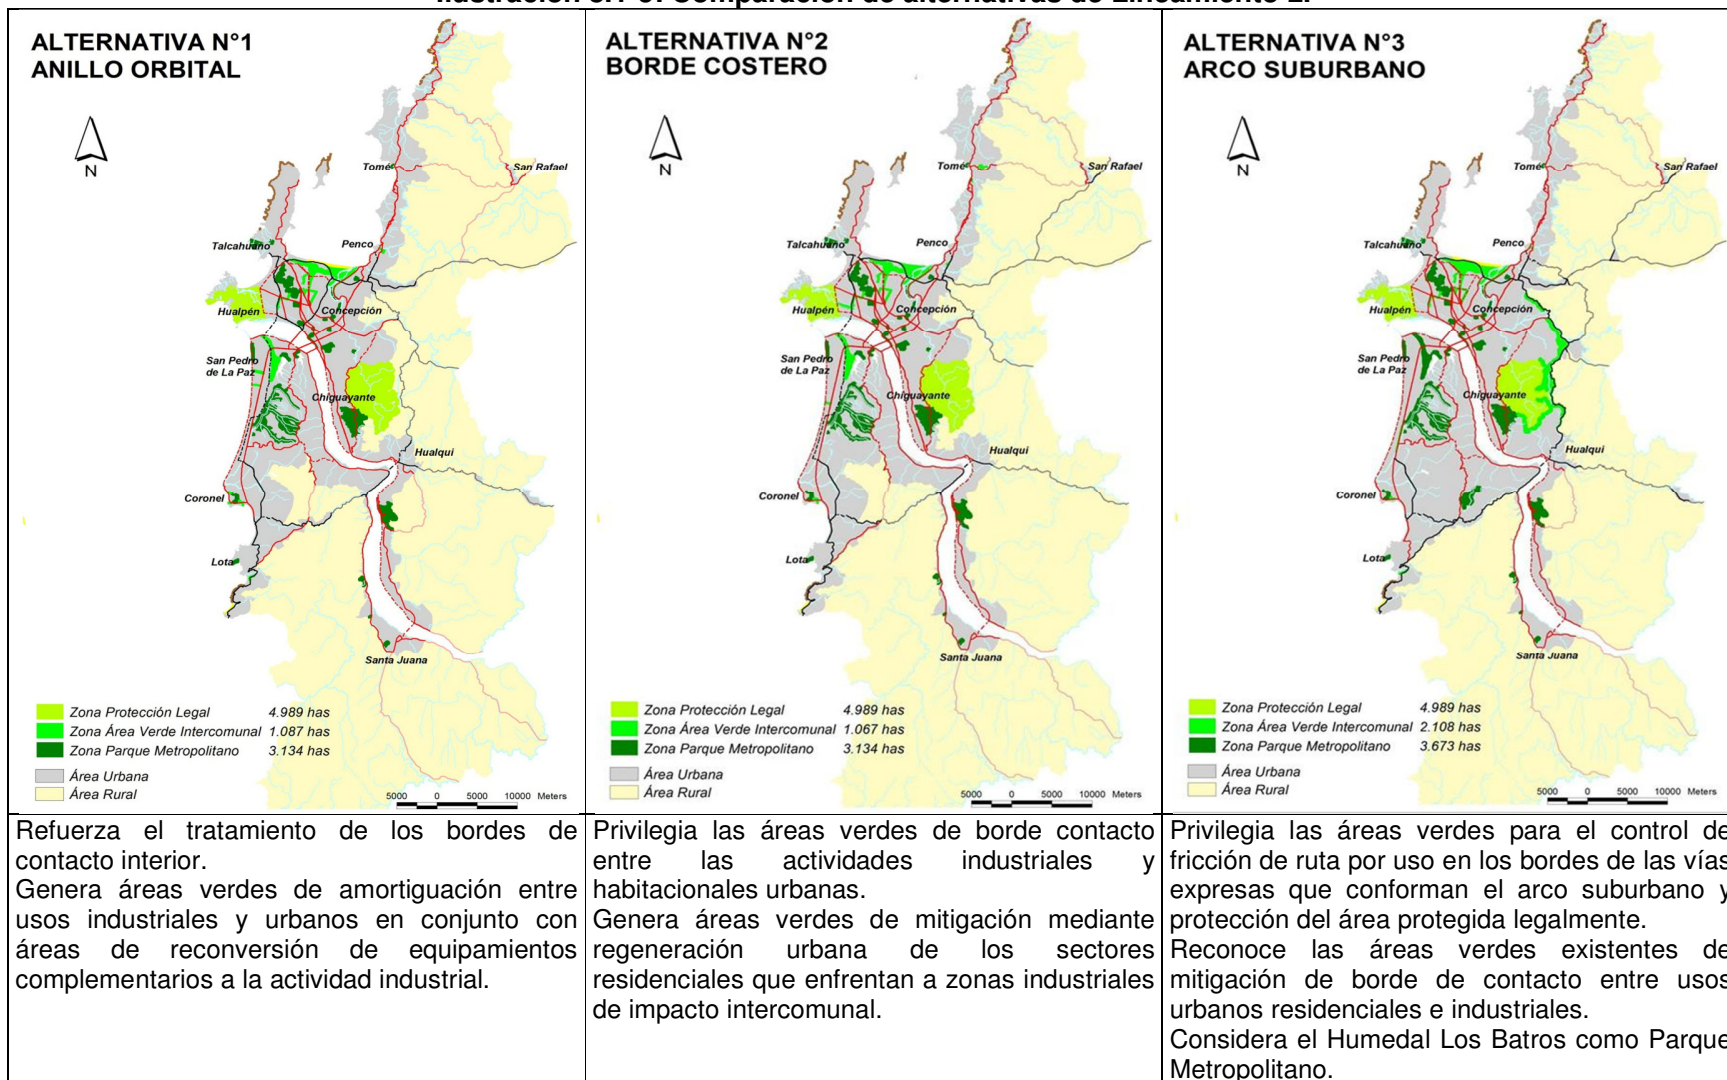 Ilustración 3.1-3: Comparación de alternativas de Lineamiento 2.
ALTERNATIVA N°1
ANILLO ORBITAL
N
Tomé
San Rafael
Talcahuano
Penco
Hualpén
Concepción
San Pedro
de La Paz
Chiguayante
Hualqui
Coronel
Lota
Santa Juana
Zona Protección Legal 4.989 has
Zona Área Verde Intercomunal 1.087 has
Zona Parque Metropolitano 3.134 has
Área Urbana
Área Rural
5000 0 5000 10000 Meters
Refuerza el tratamiento de los bordes de
contacto interior.
Genera áreas verdes de amortiguación entre
usos industriales y urbanos en conjunto con
áreas de reconversión de equipamientos
complementarios a la actividad industrial.
ALTERNATIVA N°2
BORDE COSTERO
N
Tomé
San Rafael
Talcahuano
Penco
Hualpén
Concepción
San Pedro
de La Paz
Chiguayante
Hualqui
Coronel
Lota
Santa Juana
Zona Protección Legal 4.989 has
Zona Área Verde Intercomunal 1.067 has
Zona Parque Metropolitano 3.134 has
Área Urbana
Área Rural
5000 0 5000 10000 Meters
Privilegia las áreas verdes de borde contacto
entre las actividades industriales y
habitacionales urbanas.
Genera áreas verdes de mitigación mediante
regeneración urbana de los sectores
residenciales que enfrentan a zonas industriales
de impacto intercomunal.
ALTERNATIVA N°3
ARCO SUBURBANO
N
Tomé
San Rafael
Talcahuano
Penco
Hualpén
Concepción
San Pedro
de La Paz
Chiguayante
Hualqui
Coronel
Lota
Santa Juana
Zona Protección Legal 4.989 has
Zona Área Verde Intercomunal 2.108 has
Zona Parque Metropolitano 3.673 has
Área Urbana
Área Rural
5000 0 5000 10000 Meters
Privilegia las áreas verdes para el control de
fricción de ruta por uso en los bordes de las vías
expresas que conforman el arco suburbano y
protección del área protegida legalmente.
Reconoce las áreas verdes existentes de
mitigación de borde de contacto entre usos
urbanos residenciales e industriales.
Considera el Humedal Los Batros como Parque
Metropolitano.